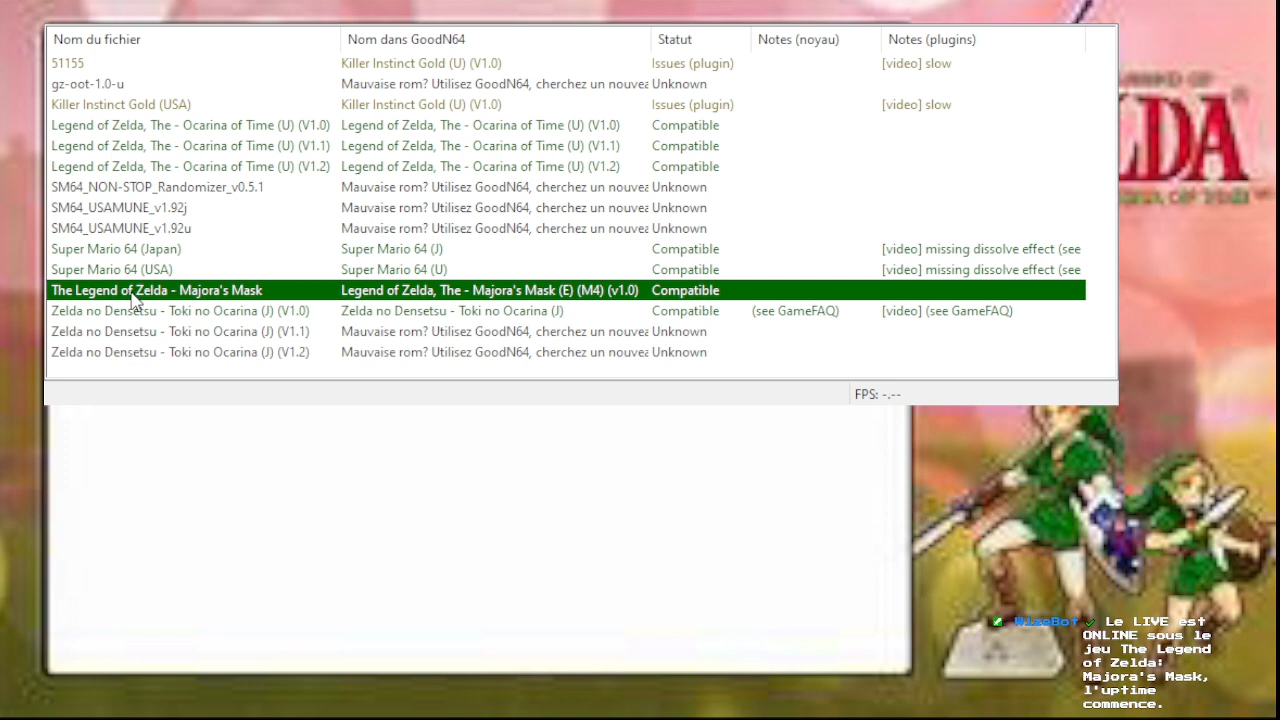 Nom du fichier Nom dans GoodN64 Statut Notes (noyau) Notes (plugins)
51155 Killer Instinct Gold (U) (V1.0) Issues (plugin) [video] slow
gz-oot-1.0-u Mauvaise rom? Utilisez GoodN64, cherchez un nouvea Unknown
Killer Instinct Gold (USA) Killer Instinct Gold (U) (V1.0) Issues (plugin) [video] slow
Legend of Zelda, The - Ocarina of Time (U) (V1.0) Legend of Zelda, The - Ocarina of Time (U) (V1.0) Compatible
Legend of Zelda, The - Ocarina of Time (U) (V1.1) Legend of Zelda, The - Ocarina of Time (U) (V1.1) Compatible
Legend of Zelda, The - Ocarina of Time (U) (V1.2) Legend of Zelda, The - Ocarina of Time (U) (V1.2) Compatible
SM64_NON-STOP_Randomizer_v0.5.1 Mauvaise rom? Utilisez GoodN64, cherchez un nouvea Unknown
SM64_USAMUNE_v1.92j Mauvaise rom? Utilisez GoodN64, cherchez un nouvea Unknown
SM64_USAMUNE_v1.92u Mauvaise rom? Utilisez GoodN64, cherchez un nouvea Unknown
Super Mario 64 (Japan) Super Mario 64 (J) Compatible [video] missing dissolve effect (see
Super Mario 64 (USA) Super Mario 64 (U) Compatible [video] missing dissolve effect (see
The Legend of Zelda - Majora's Mask Legend of Zelda, The - Majora's Mask (E) (M4) (v1.0) Compatible
Zelda no Densetsu - Toki no Ocarina (J) (V1.0) Zelda no Densetsu - Toki no Ocarina (J) Compatible (see GameFAQ) [video] (see GameFAQ)
Zelda no Densetsu - Toki no Ocarina (J) (V1.1) Mauvaise rom? Utilisez GoodN64, cherchez un nouvea Unknown
Zelda no Densetsu - Toki no Ocarina (J) (V1.2) Mauvaise rom? Utilisez GoodN64, cherchez un nouvea Unknown
FPS: -.--
LDA
WizeBot Le LIVE est
ONLINE sous le
jeu The Legend
of Zelda:
Majora's Mask,
l'uptime
commence.